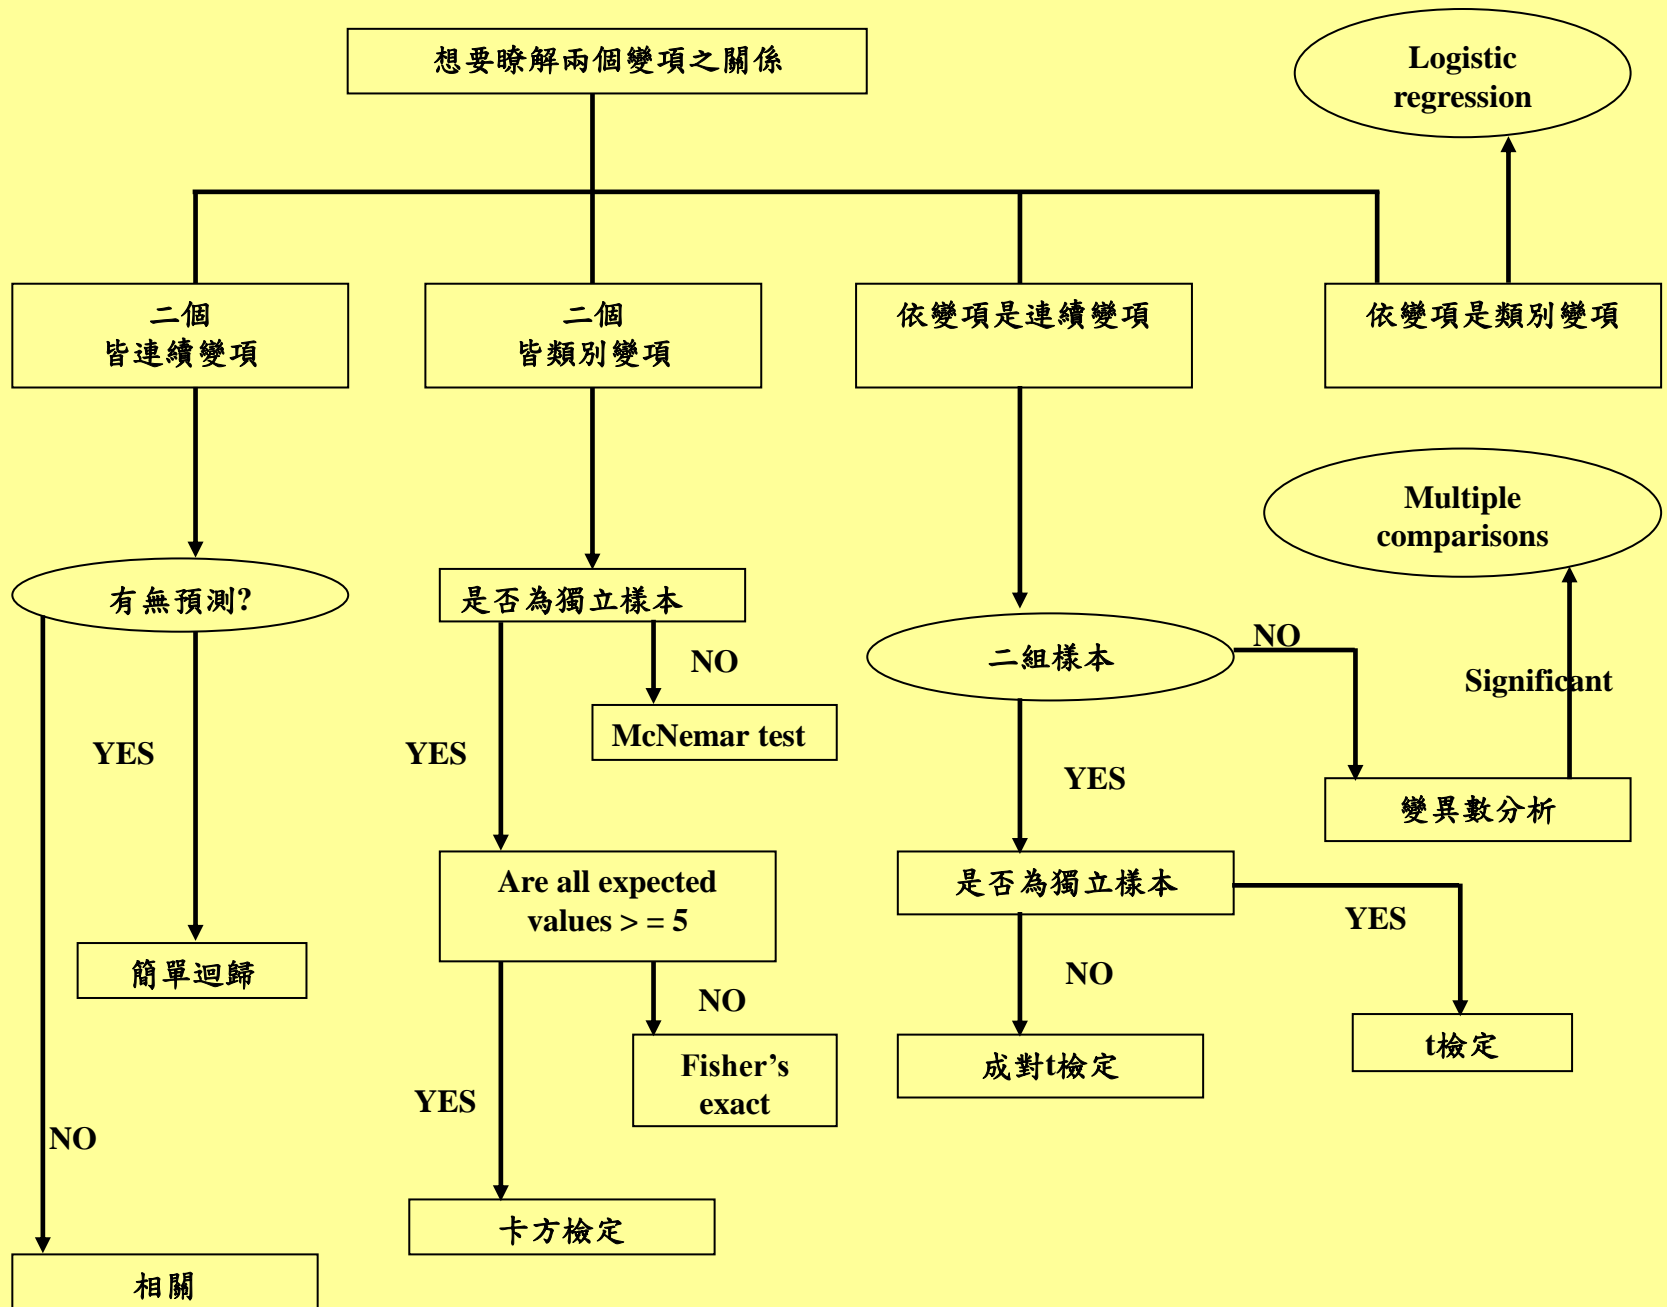 想要瞭解兩個變項之關係
Logistic
regression
二個
皆連續變項
二個
皆類別變項
依變項是連續變項
依變項是類別變項
Multiple
comparisons
有無預測?
是否為獨立樣本
二組樣本
NO
NO
Significant
McNemar test
YES
YES
YES
變異數分析
Are all expected
values > = 5
是否為獨立樣本
YES
簡單迴歸
NO
NO
t檢定
Fisher’s
exact
成對t檢定
YES
NO
卡方檢定
相關